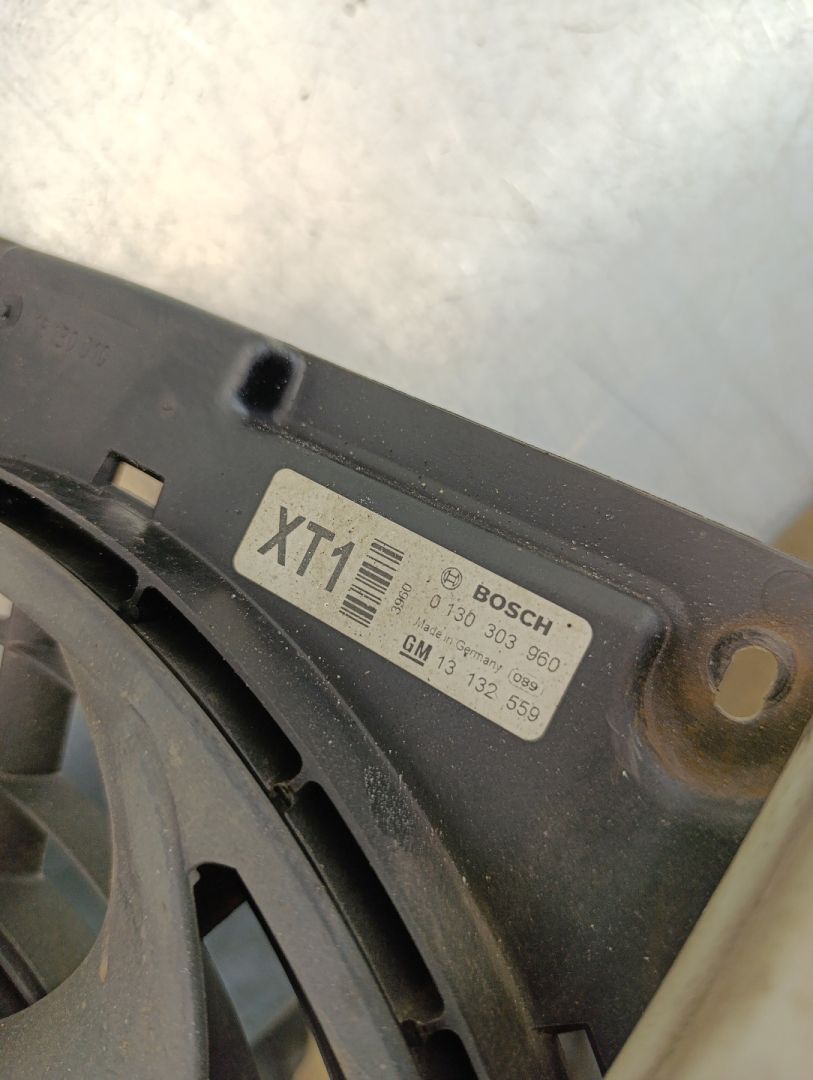 XT1
3960
BOSCH
0 130 303 960
Made in Germany 089
GM 13 132 559